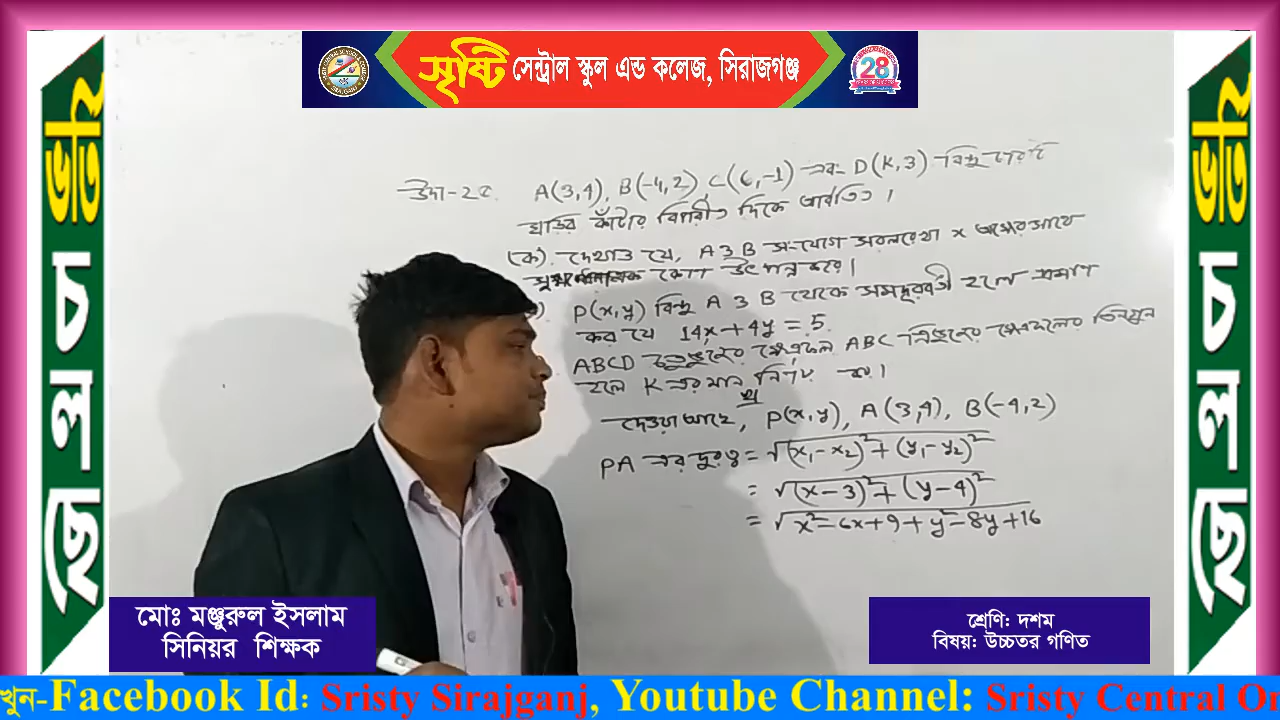 সৃষ্টি সেন্ট্রাল স্কুল এন্ড কলেজ, সিরাজগঞ্জ
28
ভর্তি চলছে
ভর্তি চলছে
উদা-২৫. A(3,4), B(-4,2), C(6,-1) এবং D(K,3) বিন্দু
ঘড়ির কাঁটার বিপরীত দিকে আবর্তিত।
(ক). দেখাও যে, A ও B সংযোগ সরলরেখা x অক্ষের সাথে
কোণ উৎপন্ন করে।
P(x,y) বিন্দু A ও B থেকে সমদূরবর্তী হলে প্রমাণ
কর যে 14x+4y = 5.
ABCD চতুর্ভুজের ক্ষেত্রফল ABC ত্রিভুজের ক্ষেত্রফলের তিনগুন
হলে K এর মান নির্ণয় কর।
খ
দেওয়া আছে, P(x,y), A(3,4), B(-4,2)
PA এর দূরত্ব = √(x₁-x₂)²+(y₁-y₂)²
= √(x-3)²+(y-4)²
= √x²-6x+9+y²-8y+16
মোঃ মঞ্জুরুল ইসলাম
সিনিয়র শিক্ষক
শ্রেণি: দশম
বিষয়: উচ্চতর গণিত
খুন-Facebook Id: Sristy Sirajganj, Youtube Channel: Sristy Central On